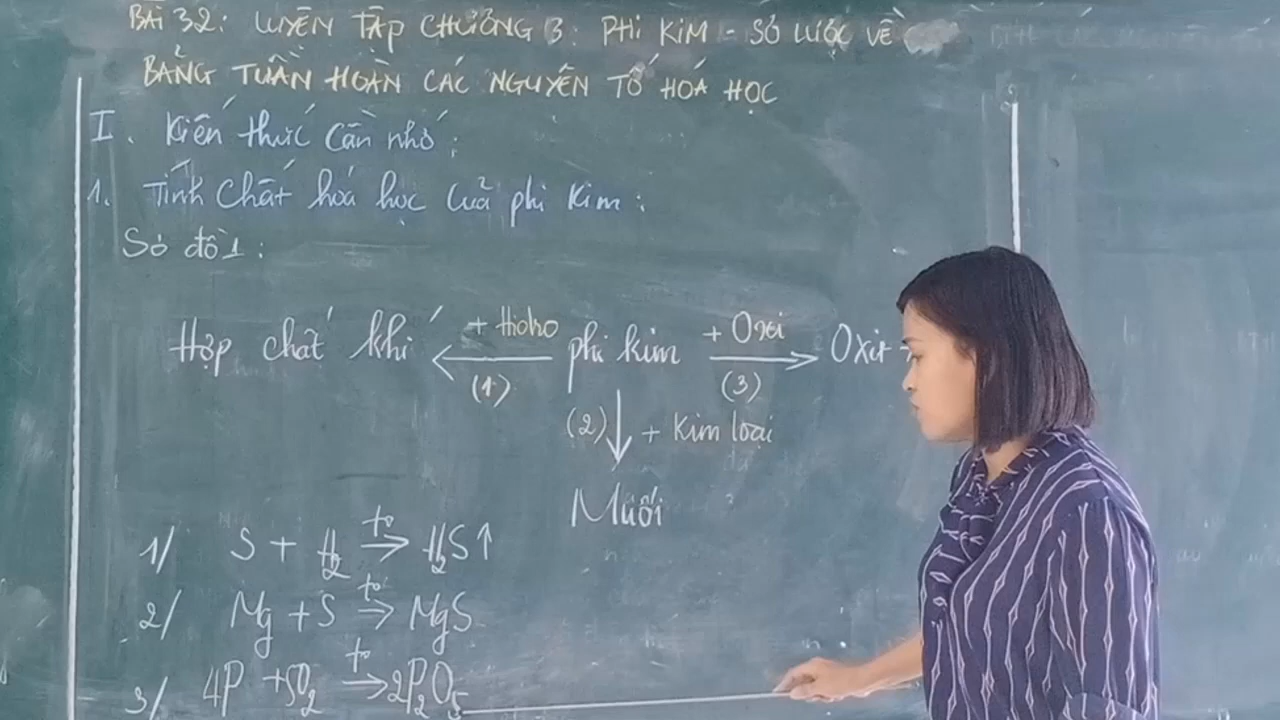 BÀI 32: LUYỆN TẬP CHƯƠNG 3: PHI KIM - SƠ LƯỢC VỀ
BẢNG TUẦN HOÀN CÁC NGUYÊN TỐ HOÁ HỌC
I. Kiến thức cần nhớ:
1. Tính chất hoá học của phi kim:
Sơ đồ 1:
Hợp chất khí ← + Hiđro (1) phi kim + Oxi (3) → Oxit
(2) ↓ + Kim loại
Muối
1/ S + H₂ →(t°) H₂S↑
2/ Mg + S →(t°) MgS
3/ 4P + 5O₂ →(t°) 2P₂O₅